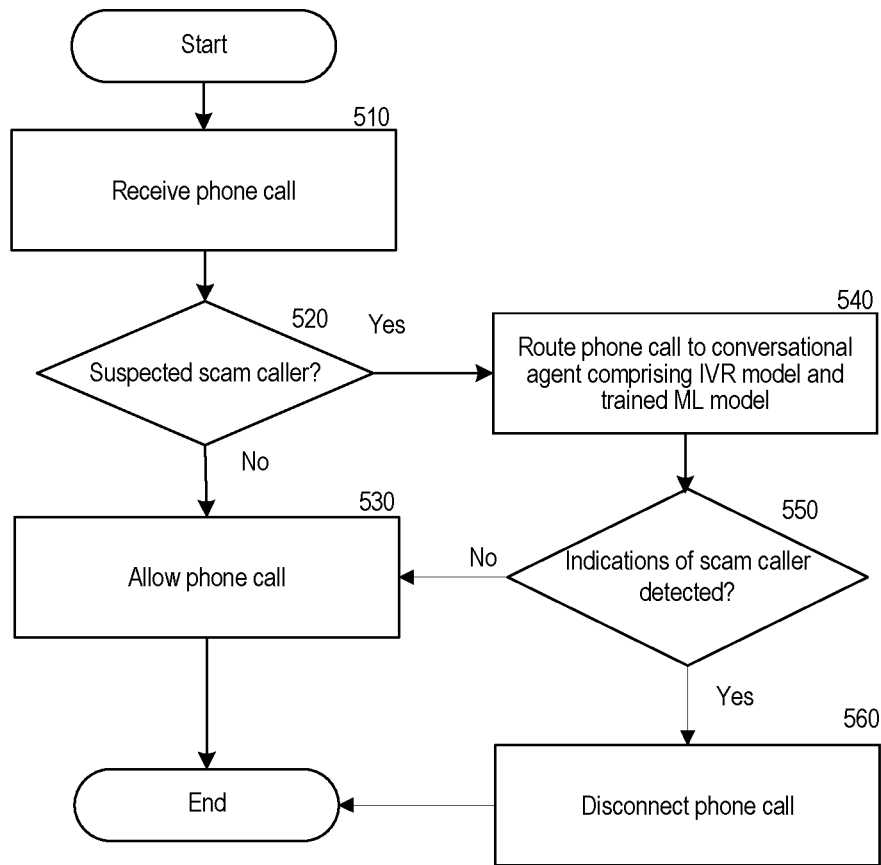 Start
510
Receive phone call
520
Yes
Suspected scam caller?
No
540
Route phone call to conversational
agent comprising IVR model and
trained ML model
530
Allow phone call
550
Indications of scam caller
detected?
No
Yes
560
Disconnect phone call
End